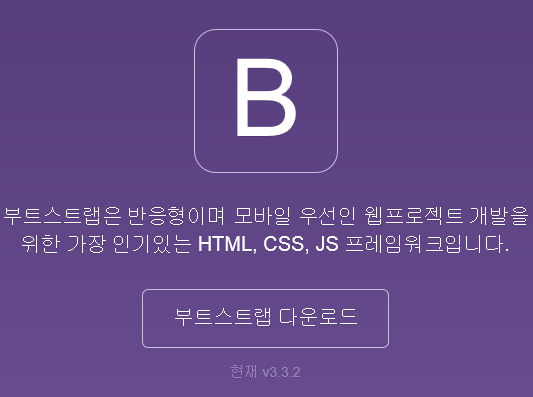 B
부트스트랩은 반응형이며 모바일 우선인 웹프로젝트 개발을
위한 가장 인기있는 HTML, CSS, JS 프레임워크입니다.
부트스트랩 다운로드
현재 v3.3.2